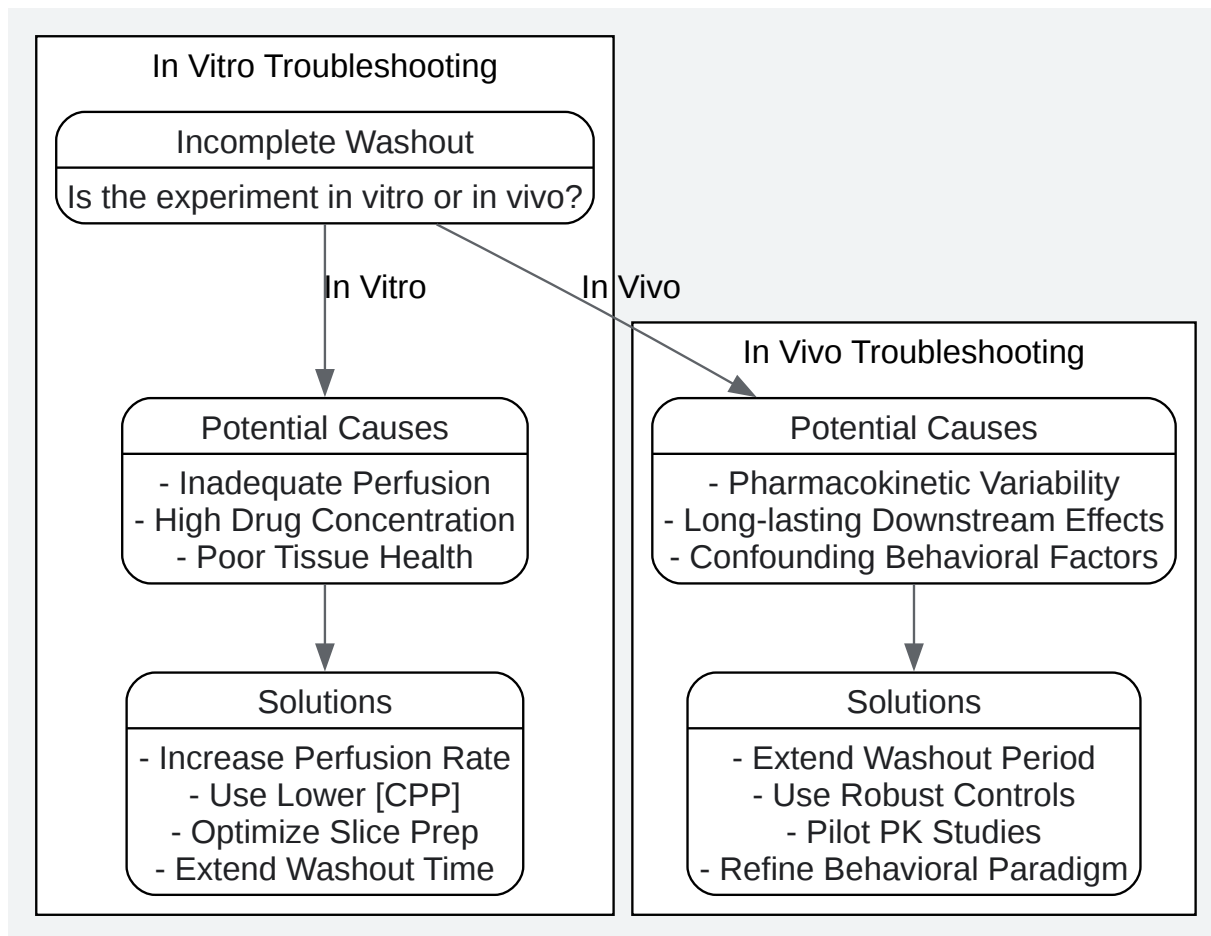 In Vitro Troubleshooting
Incomplete Washout
Is the experiment in vitro or in vivo?
In Vitro
In Vivo
Potential Causes
- Inadequate Perfusion
- High Drug Concentration
- Poor Tissue Health
Solutions
- Increase Perfusion Rate
- Use Lower [CPP]
- Optimize Slice Prep
- Extend Washout Time
In Vivo Troubleshooting
Potential Causes
- Pharmacokinetic Variability
- Long-lasting Downstream Effects
- Confounding Behavioral Factors
Solutions
- Extend Washout Period
- Use Robust Controls
- Pilot PK Studies
- Refine Behavioral Paradigm